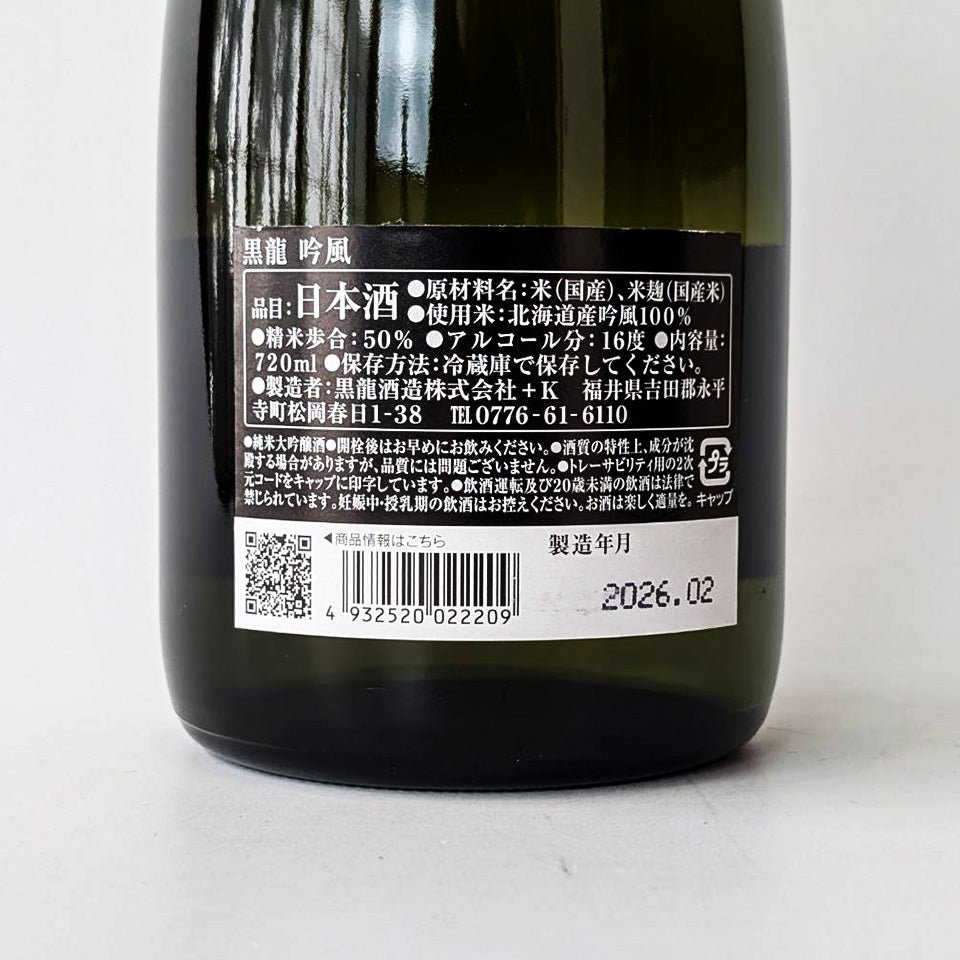 黒龍 吟風
品目：日本酒 ●原材料名：米（国産）、米麹（国産米）
●使用米：北海道産吟風100%
●精米歩合：50% ●アルコール分：16度 ●内容量：
720ml ●保存方法：冷蔵庫で保存してください。
●製造者：黒龍酒造株式会社＋K 福井県吉田郡永平
寺町松岡春日1-38 TEL0776-61-6110
●純米大吟醸酒●開栓後はお早めにお飲みください。●酒質の特性上、成分が沈
殿する場合がありますが、品質には問題ございません。●トレーサビリティ用の2次
元コードをキャップに印字しています。●飲酒運転及び20歳未満の飲酒は法律で
禁じられています。妊娠中・授乳期の飲酒はお控えください。お酒は楽しく適量を。
プラ
キャップ
◀商品情報はこちら
4 932520 022209
製造年月
2026.02